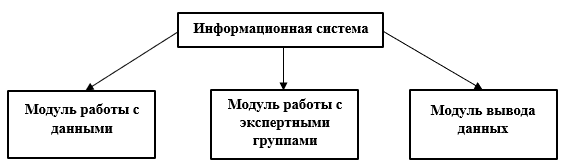 Информационная система
Модуль работы с
данными
Модуль работы с
экспертными
группами
Модуль вывода
данных